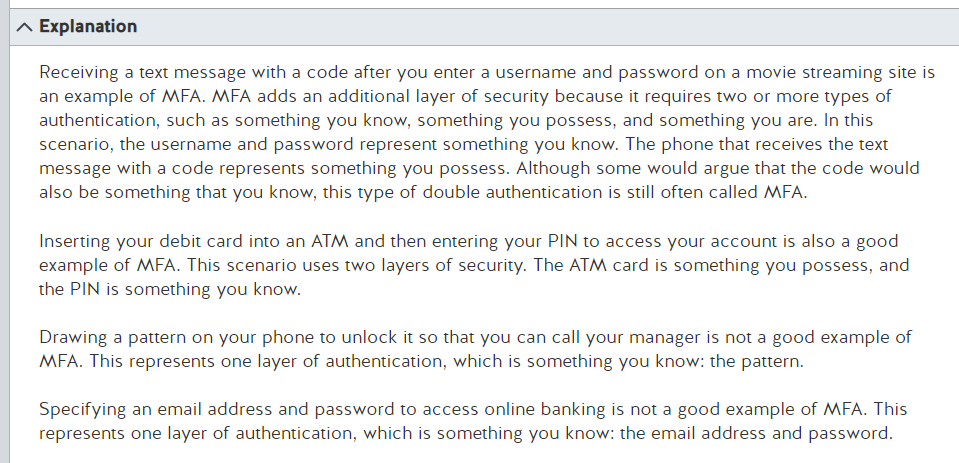 Explanation
Receiving a text message with a code after you enter a username and password on a movie streaming site is
an example of MFA. MFA adds an additional layer of security because it requires two or more types of
authentication, such as something you know, something you possess, and something you are. In this
scenario, the username and password represent something you know. The phone that receives the text
message with a code represents something you possess. Although some would argue that the code would
also be something that you know, this type of double authentication is still often called MFA.
Inserting your debit card into an ATM and then entering your PIN to access your account is also a good
example of MFA. This scenario uses two layers of security. The ATM card is something you possess, and
the PIN is something you know.
Drawing a pattern on your phone to unlock it so that you can call your manager is not a good example of
MFA. This represents one layer of authentication, which is something you know: the pattern.
Specifying an email address and password to access online banking is not a good example of MFA. This
represents one layer of authentication, which is something you know: the email address and password.